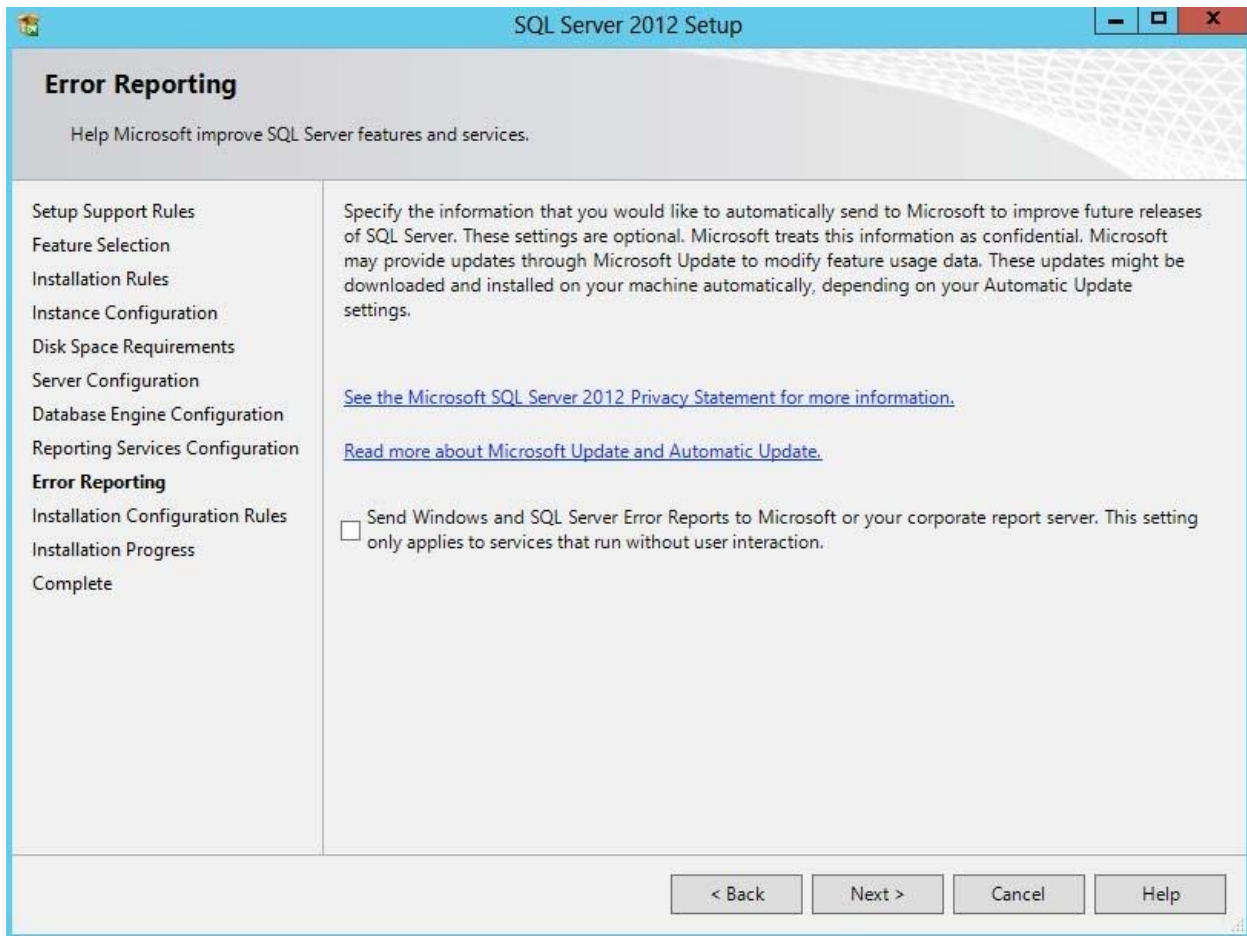 SQL Server 2012 Setup
Error Reporting
Help Microsoft improve SQL Server features and services.
Setup Support Rules
Feature Selection
Installation Rules
Instance Configuration
Disk Space Requirements
Server Configuration
Database Engine Configuration
Reporting Services Configuration
Error Reporting
Installation Configuration Rules
Installation Progress
Complete
Specify the information that you would like to automatically send to Microsoft to improve future releases
of SQL Server. These settings are optional. Microsoft treats this information as confidential. Microsoft
may provide updates through Microsoft Update to modify feature usage data. These updates might be
downloaded and installed on your machine automatically, depending on your Automatic Update
settings.
See the Microsoft SQL Server 2012 Privacy Statement for more information.
Read more about Microsoft Update and Automatic Update.
Send Windows and SQL Server Error Reports to Microsoft or your corporate report server. This setting
only applies to services that run without user interaction.
< Back
Next >
Cancel
Help